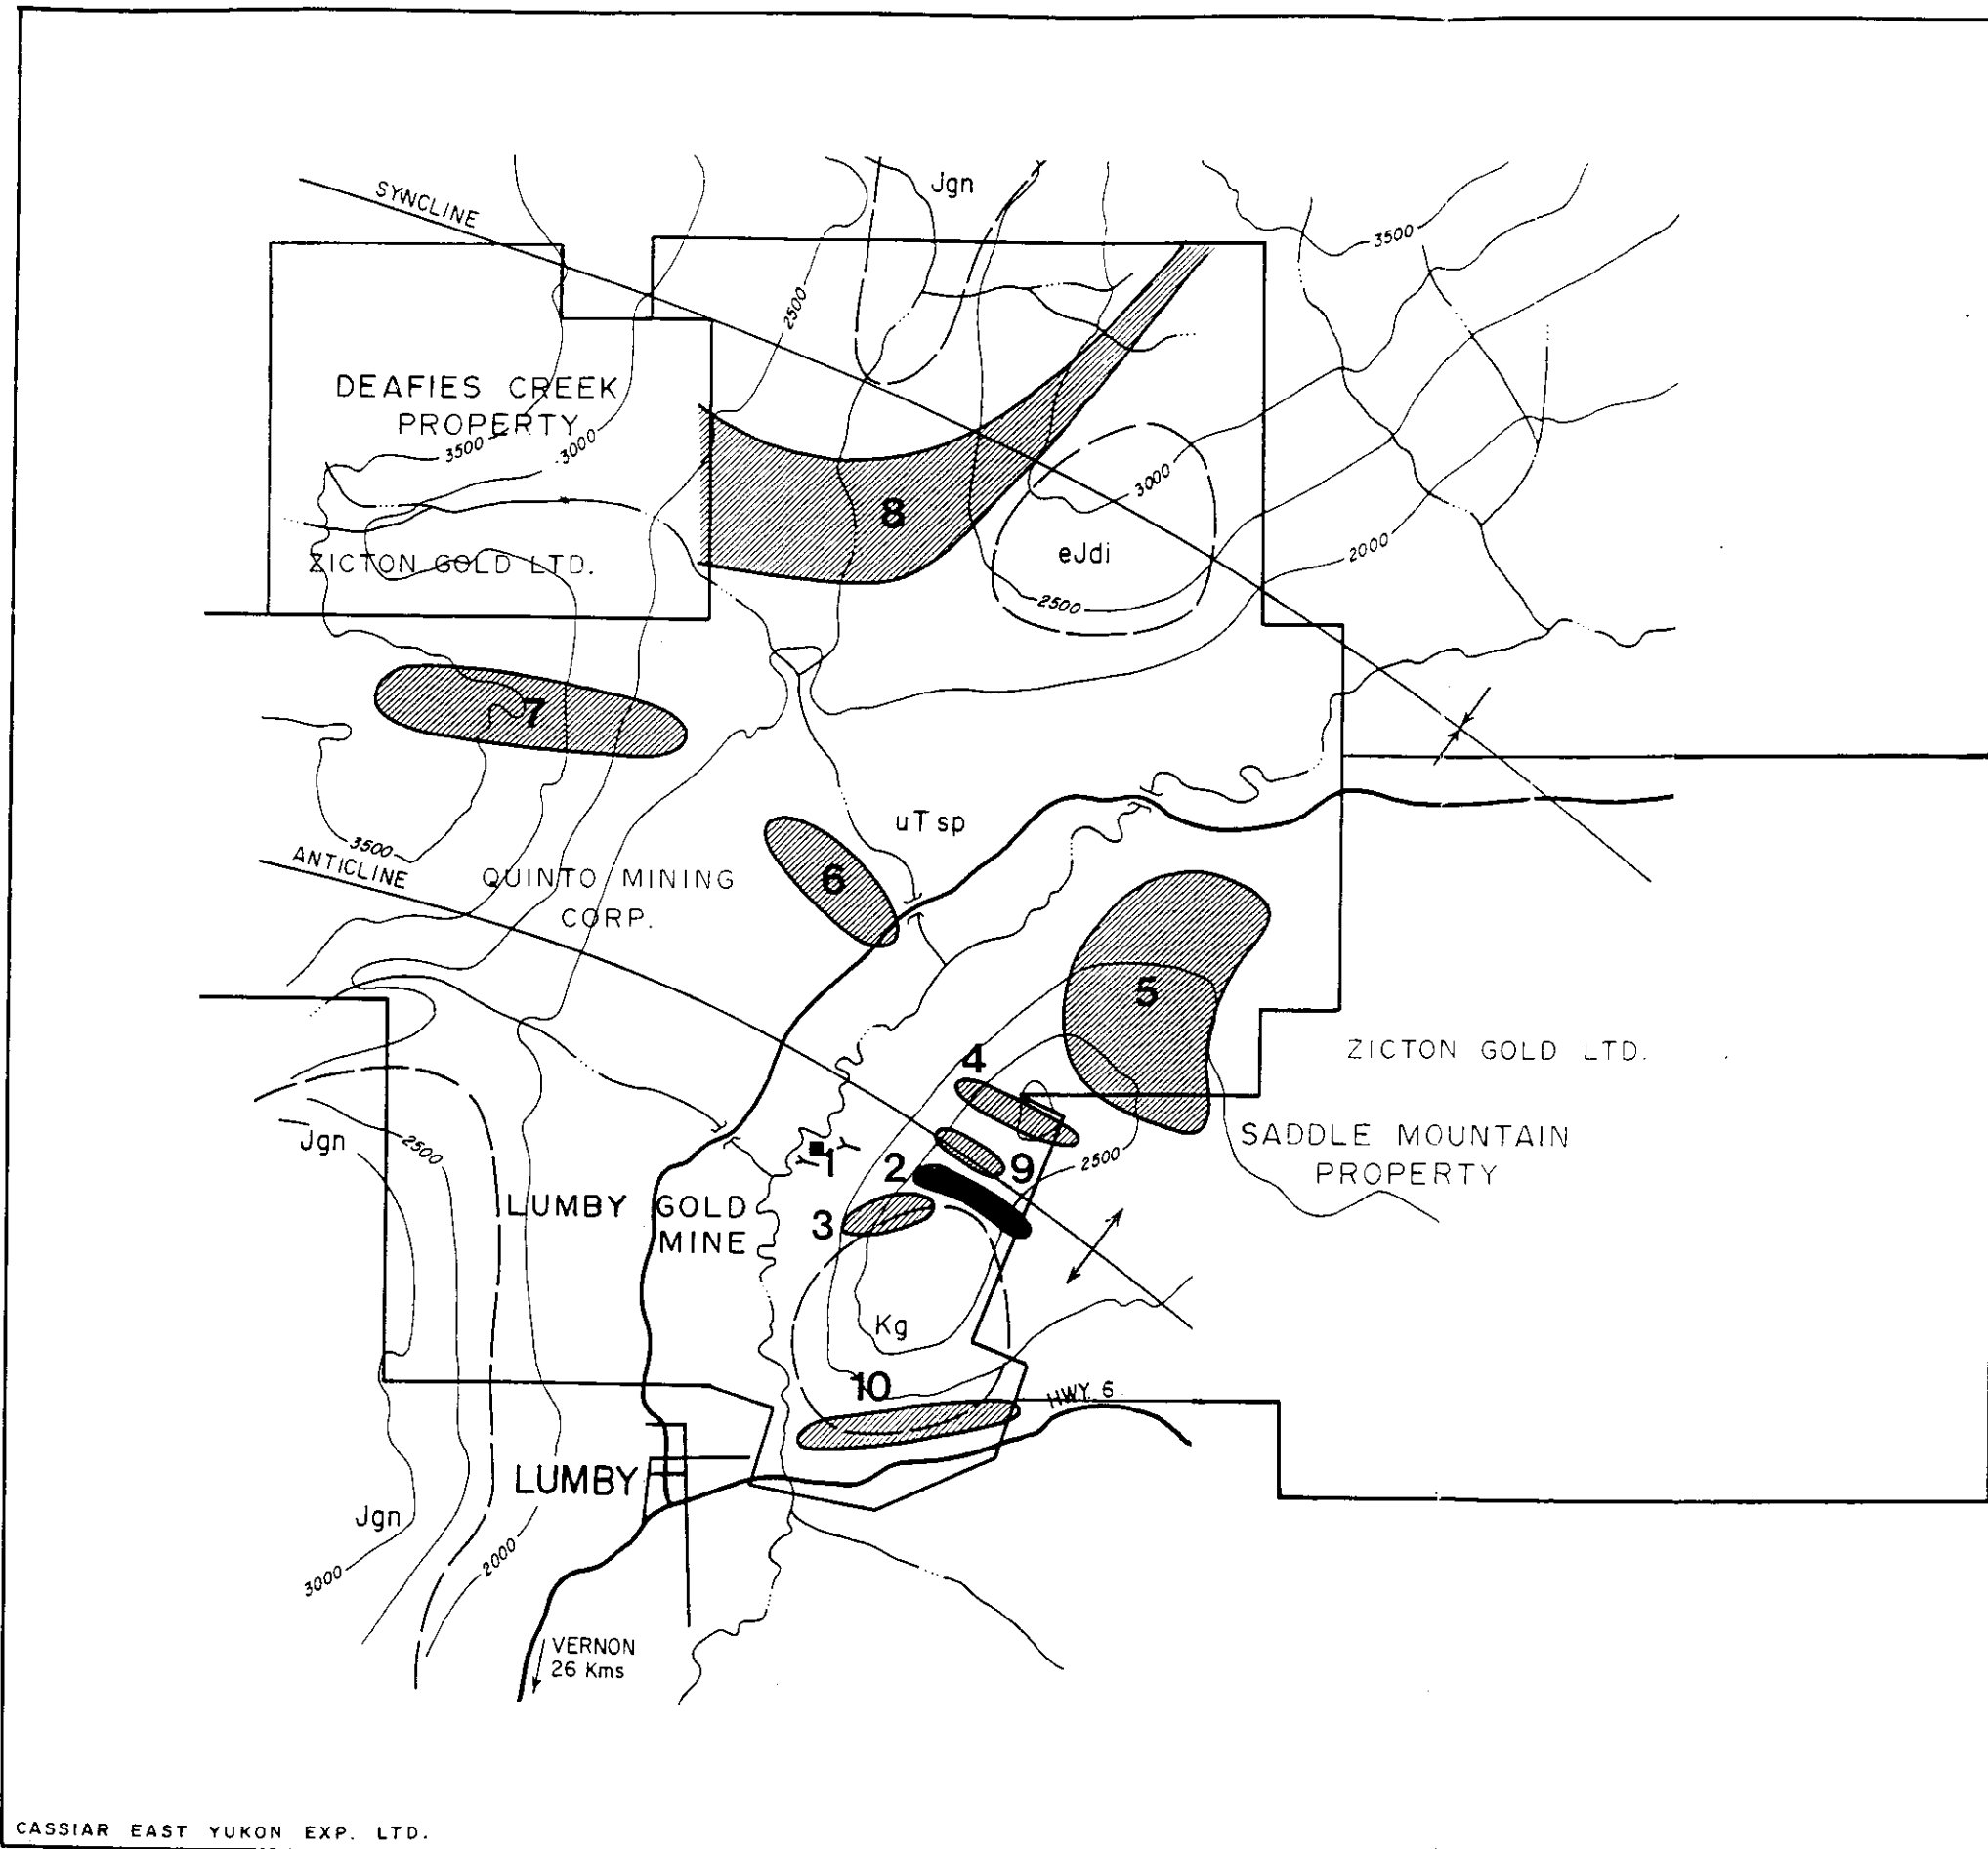 Jgn
SYNCLINE
3500
2500
DEAFIES CREEK
PROPERTY
3500
3000
3000
8
2000
eJdi
ZICTON GOLD LTD.
2500
7
uTsp
3500
ANTICLINE
QUINTO MINING
CORP.
6
5
4
ZICTON GOLD LTD.
Jgn
2500
1
2
9
2500
SADDLE MOUNTAIN
PROPERTY
LUMBY GOLD
MINE
3
Kg
10
HWY. 6
LUMBY
Jgn
3000
2000
VERNON
26 Kms
CASSIAR EAST YUKON EXP. LTD.